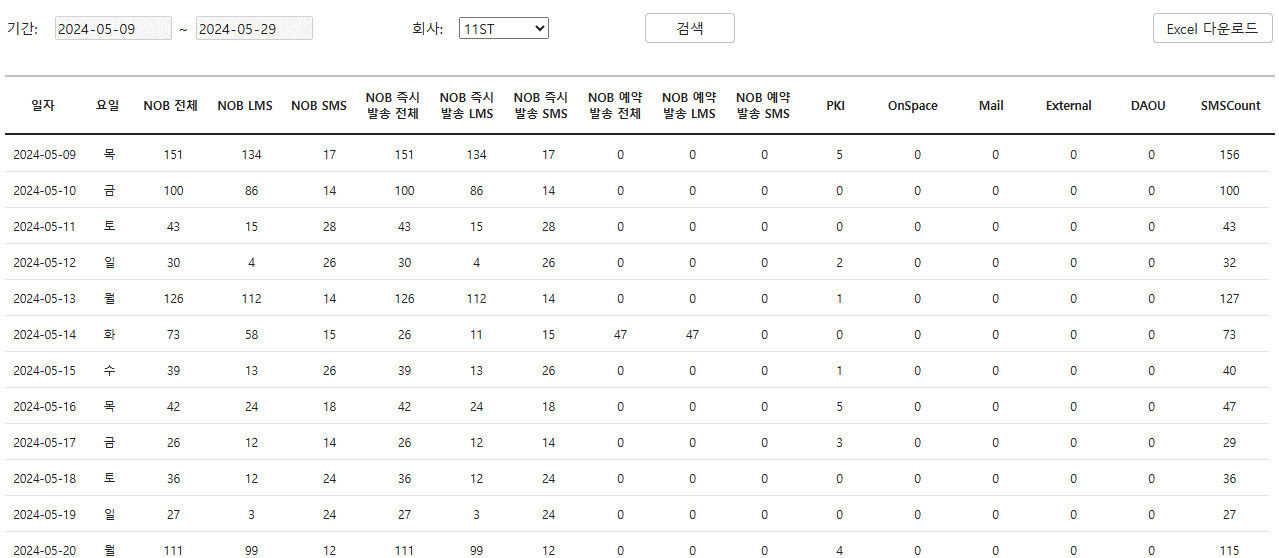 기간: 2024-05-09 ~ 2024-05-29 회사: 11ST 검색 Excel 다운로드
일자 요일 NOB 전체 NOB LMS NOB SMS NOB 즉시 발송 전체 NOB 즉시 발송 LMS NOB 즉시 발송 SMS NOB 예약 발송 전체 NOB 예약 발송 LMS NOB 예약 발송 SMS PKI OnSpace Mail External DAOU SMSCount
2024-05-09 목 151 134 17 151 134 17 0 0 0 5 0 0 0 0 156
2024-05-10 금 100 86 14 100 86 14 0 0 0 0 0 0 0 0 100
2024-05-11 토 43 15 28 43 15 28 0 0 0 0 0 0 0 0 43
2024-05-12 일 30 4 26 30 4 26 0 0 0 2 0 0 0 0 32
2024-05-13 월 126 112 14 126 112 14 0 0 0 1 0 0 0 0 127
2024-05-14 화 73 58 15 26 11 15 47 47 0 0 0 0 0 0 73
2024-05-15 수 39 13 26 39 13 26 0 0 0 1 0 0 0 0 40
2024-05-16 목 42 24 18 42 24 18 0 0 0 5 0 0 0 0 47
2024-05-17 금 26 12 14 26 12 14 0 0 0 3 0 0 0 0 29
2024-05-18 토 36 12 24 36 12 24 0 0 0 0 0 0 0 0 36
2024-05-19 일 27 3 24 27 3 24 0 0 0 0 0 0 0 0 27
2024-05-20 월 111 99 12 111 99 12 0 0 0 4 0 0 0 0 115